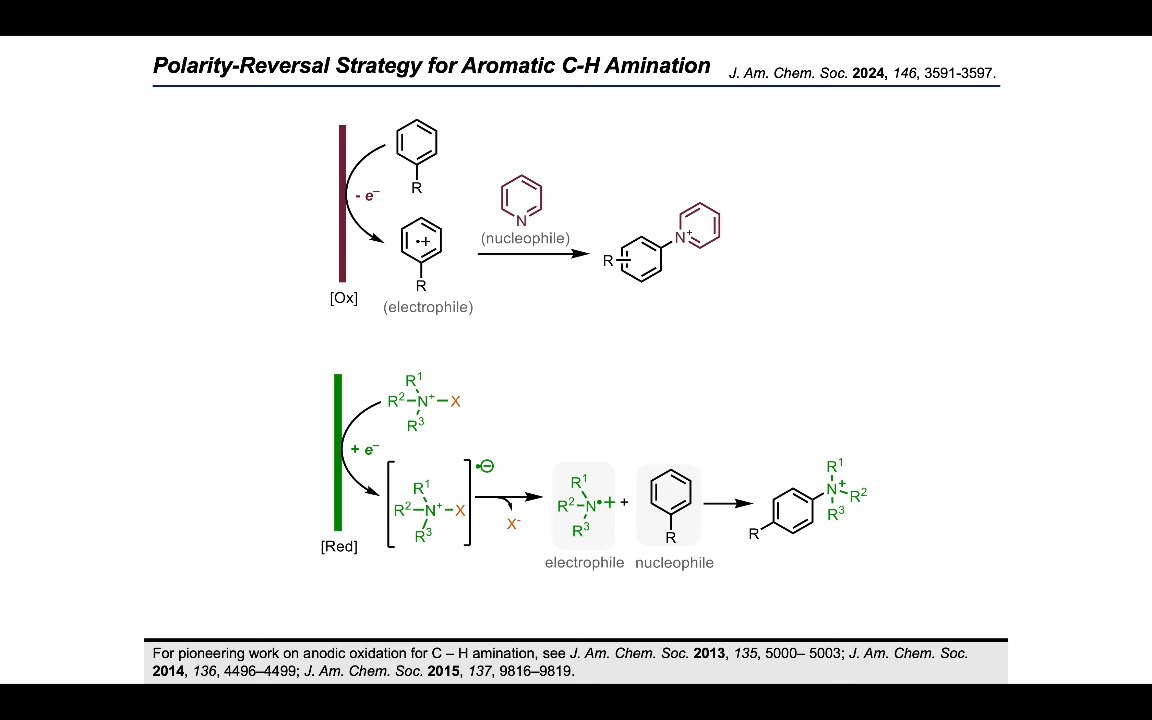 Polarity-Reversal Strategy for Aromatic C-H Amination
J. Am. Chem. Soc. 2024, 146, 3591-3597.
R
- e⁻
N
(nucleophile)
•+
R
[Ox]
(electrophile)
R
N⁺
R¹
R²–N⁺–X
R³
+ e⁻
R¹
R²–N⁺–X
R³
•⊖
[Red]
X⁻
R¹
R²–N•+
R³
+
R
electrophile
nucleophile
R¹
N⁺
R²
R³
R
For pioneering work on anodic oxidation for C – H amination, see J. Am. Chem. Soc. 2013, 135, 5000– 5003; J. Am. Chem. Soc.
2014, 136, 4496–4499; J. Am. Chem. Soc. 2015, 137, 9816–9819.